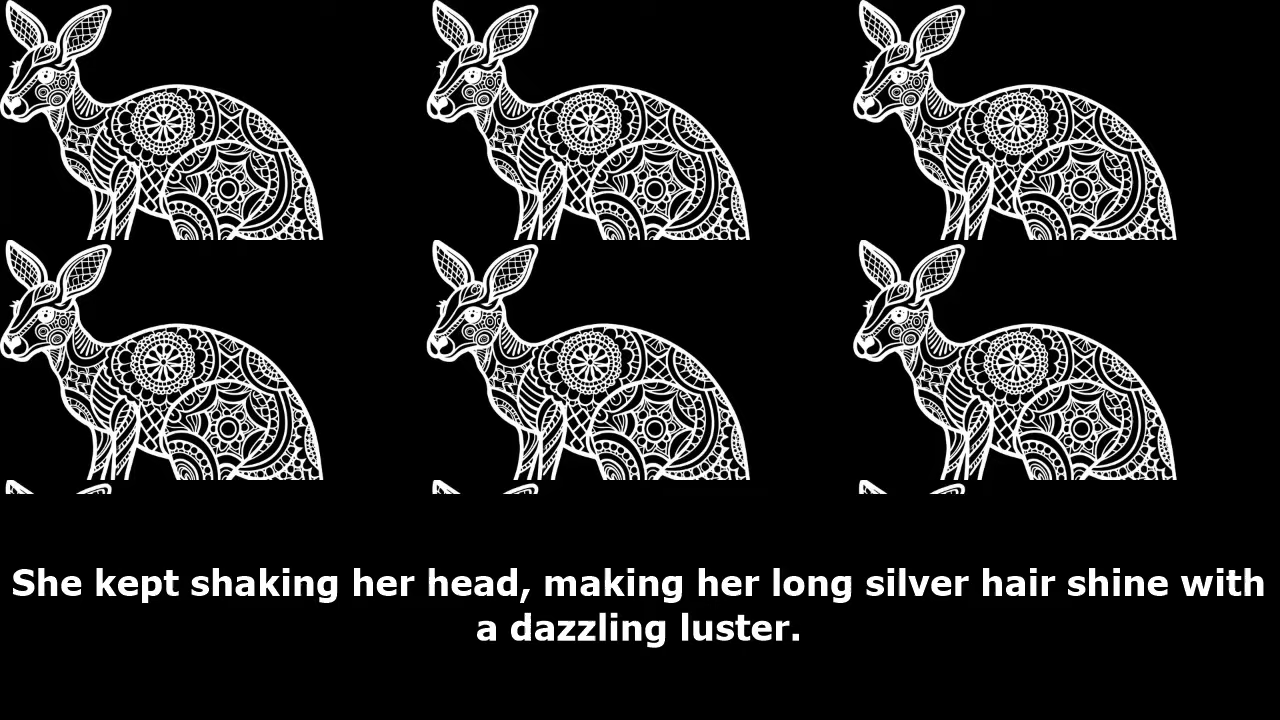 She kept shaking her head, making her long silver hair shine with
a dazzling luster.